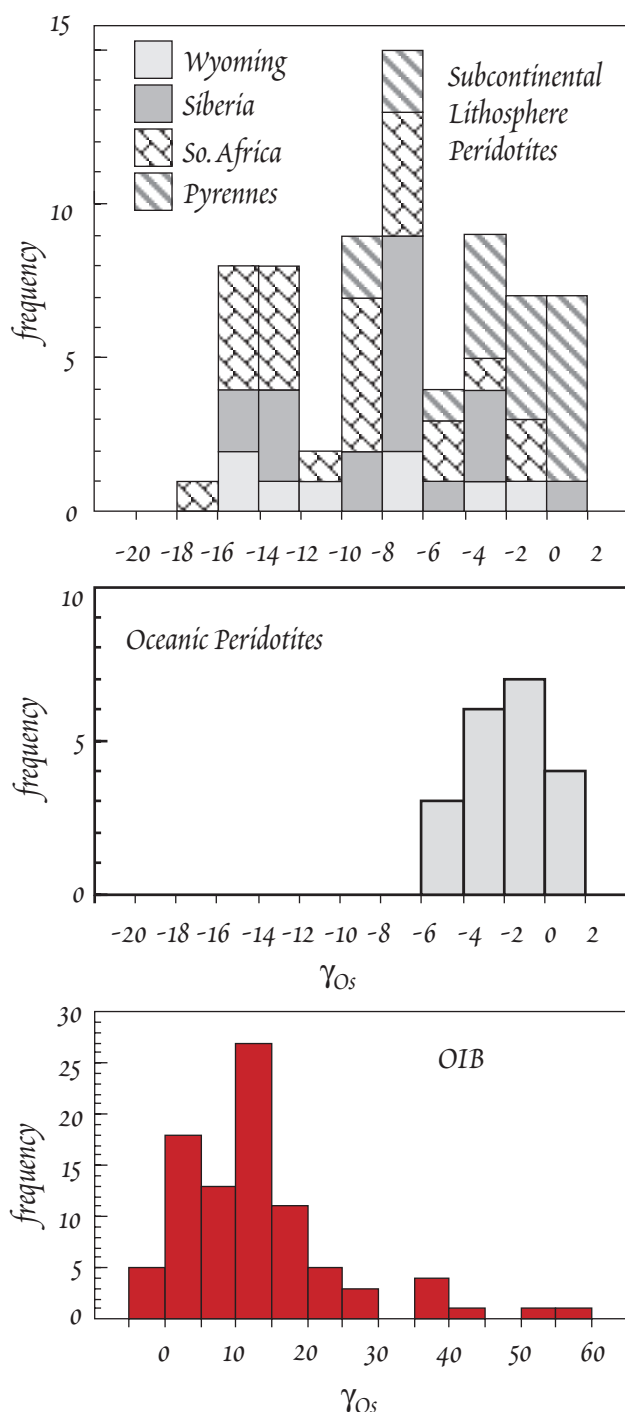 15
10
5
0
frequency
Wyoming
Siberia
So. Africa
Pyrennes
Subcontinental
Lithosphere
Peridotites
-20 -18 -16 -14 -12 -10 -8 -6 -4 -2 0 2
10
5
0
frequency
Oceanic Peridotites
-20 -18 -16 -14 -12 -10 -8 -6 -4 -2 0 2
γOs
30
25
20
15
10
5
0
frequency
OIB
0 10 20 30 40 50 60
γOs